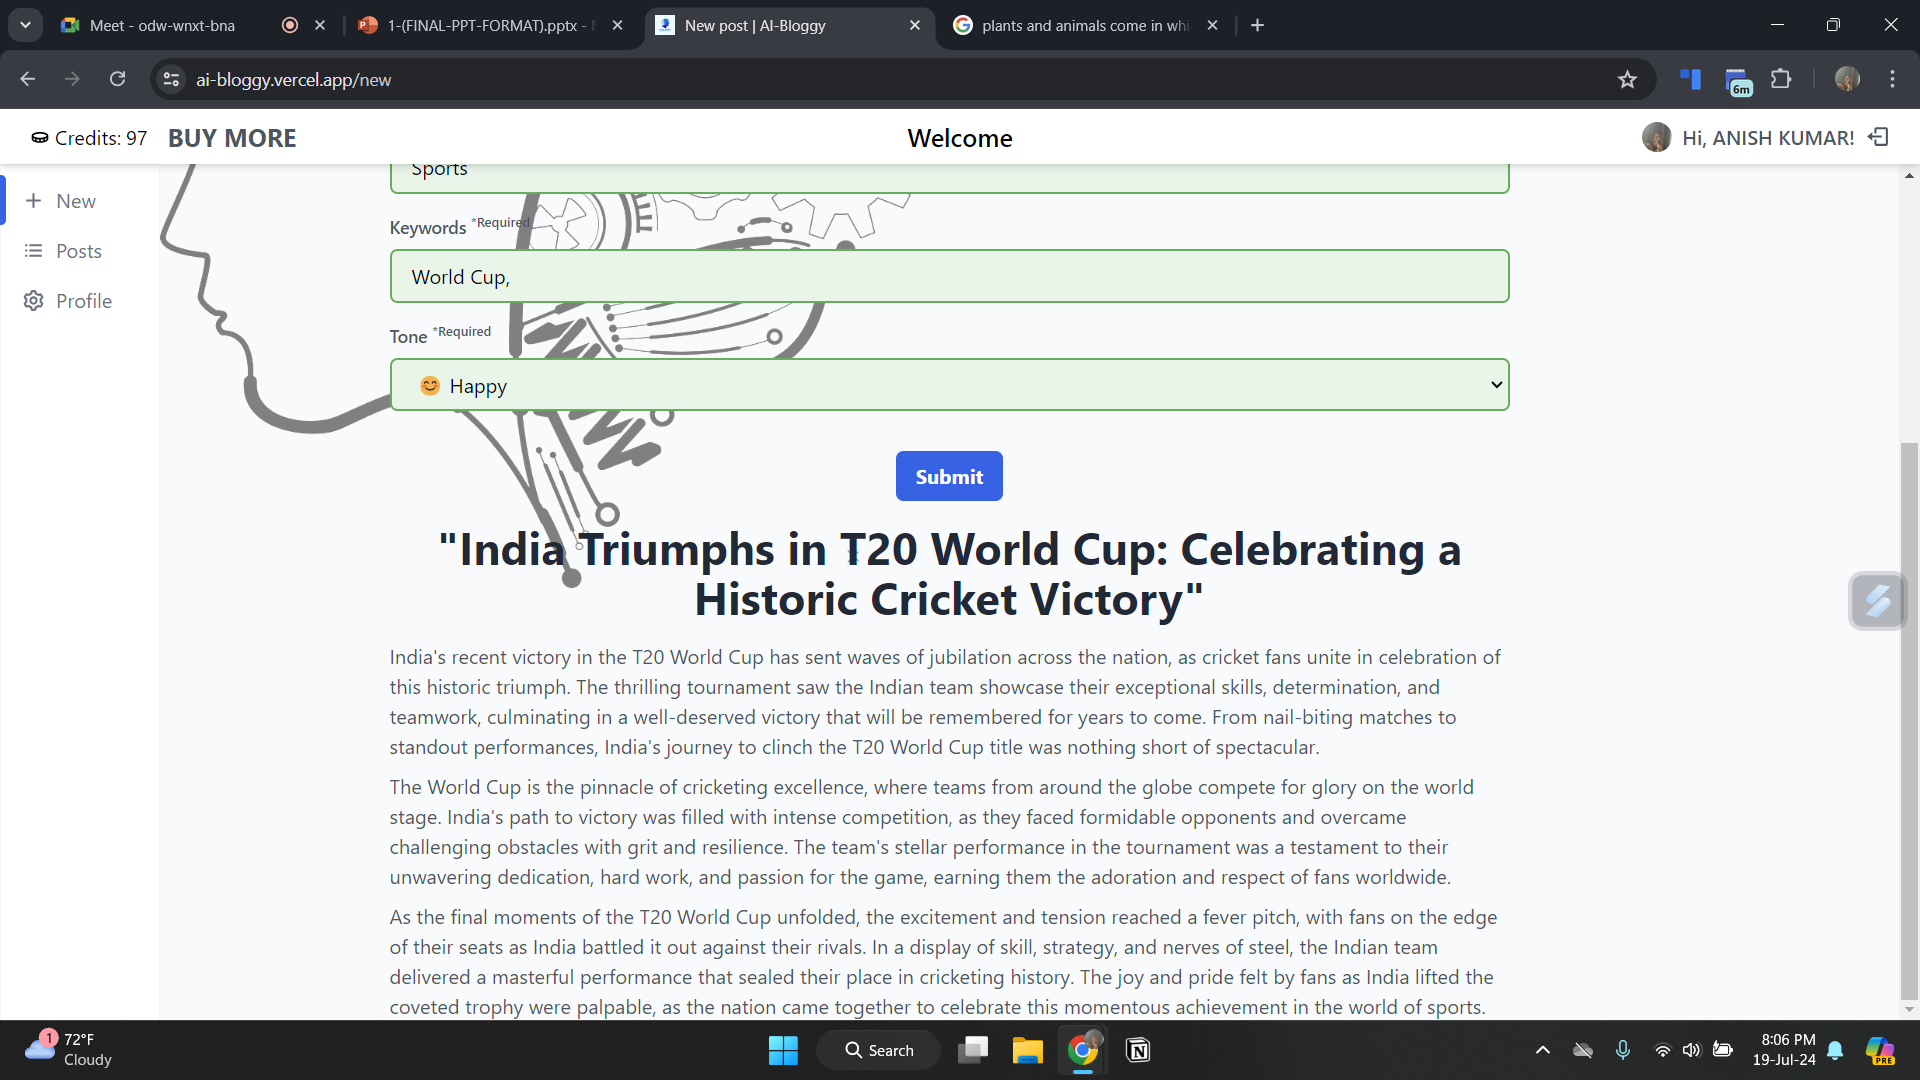 Meet - odw-wnxt-bna
1-(FINAL-PPT-FORMAT).pptx -
New post | AI-Bloggy
plants and animals come in whi
ai-bloggy.vercel.app/new
6m
Credits: 97
BUY MORE
Welcome
Hi, ANISH KUMAR!
New
Posts
Profile
Sports
Keywords *Required
World Cup,
Tone *Required
😊 Happy
Submit
"India Triumphs in T20 World Cup: Celebrating a
Historic Cricket Victory"
India's recent victory in the T20 World Cup has sent waves of jubilation across the nation, as cricket fans unite in celebration of
this historic triumph. The thrilling tournament saw the Indian team showcase their exceptional skills, determination, and
teamwork, culminating in a well-deserved victory that will be remembered for years to come. From nail-biting matches to
standout performances, India's journey to clinch the T20 World Cup title was nothing short of spectacular.
The World Cup is the pinnacle of cricketing excellence, where teams from around the globe compete for glory on the world
stage. India's path to victory was filled with intense competition, as they faced formidable opponents and overcame
challenging obstacles with grit and resilience. The team's stellar performance in the tournament was a testament to their
unwavering dedication, hard work, and passion for the game, earning them the adoration and respect of fans worldwide.
As the final moments of the T20 World Cup unfolded, the excitement and tension reached a fever pitch, with fans on the edge
of their seats as India battled it out against their rivals. In a display of skill, strategy, and nerves of steel, the Indian team
delivered a masterful performance that sealed their place in cricketing history. The joy and pride felt by fans as India lifted the
coveted trophy were palpable, as the nation came together to celebrate this momentous achievement in the world of sports.
1
72°F
Cloudy
Search
8:06 PM
19-Jul-24
PRE